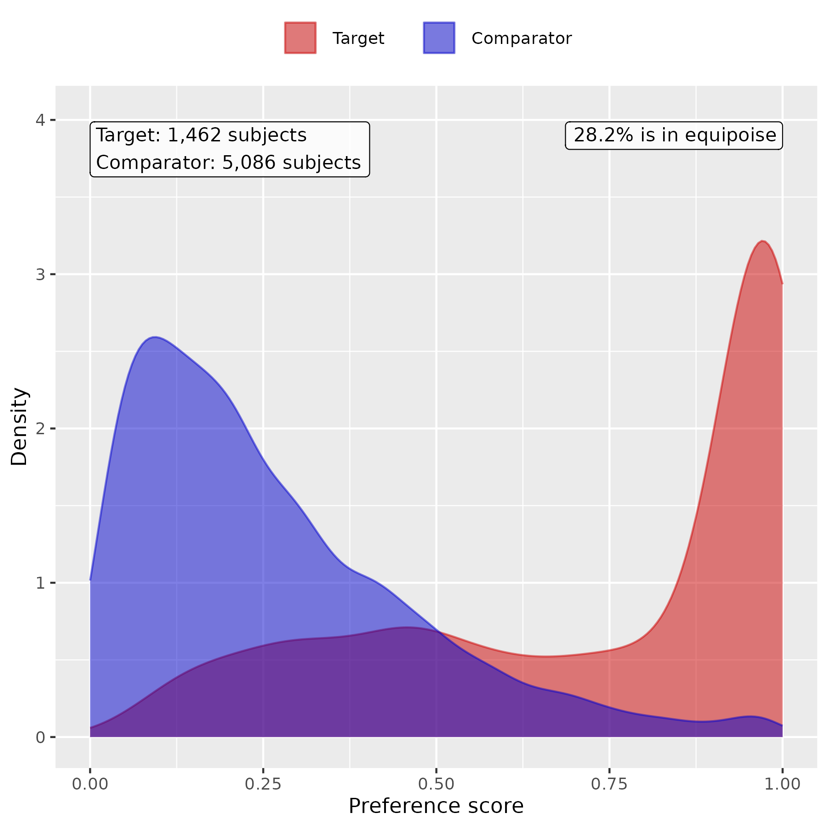 Target
Comparator
Target: 1,462 subjects
Comparator: 5,086 subjects
28.2% is in equipoise
4
3
2
1
0
Density
0.00
0.25
0.50
0.75
1.00
Preference score